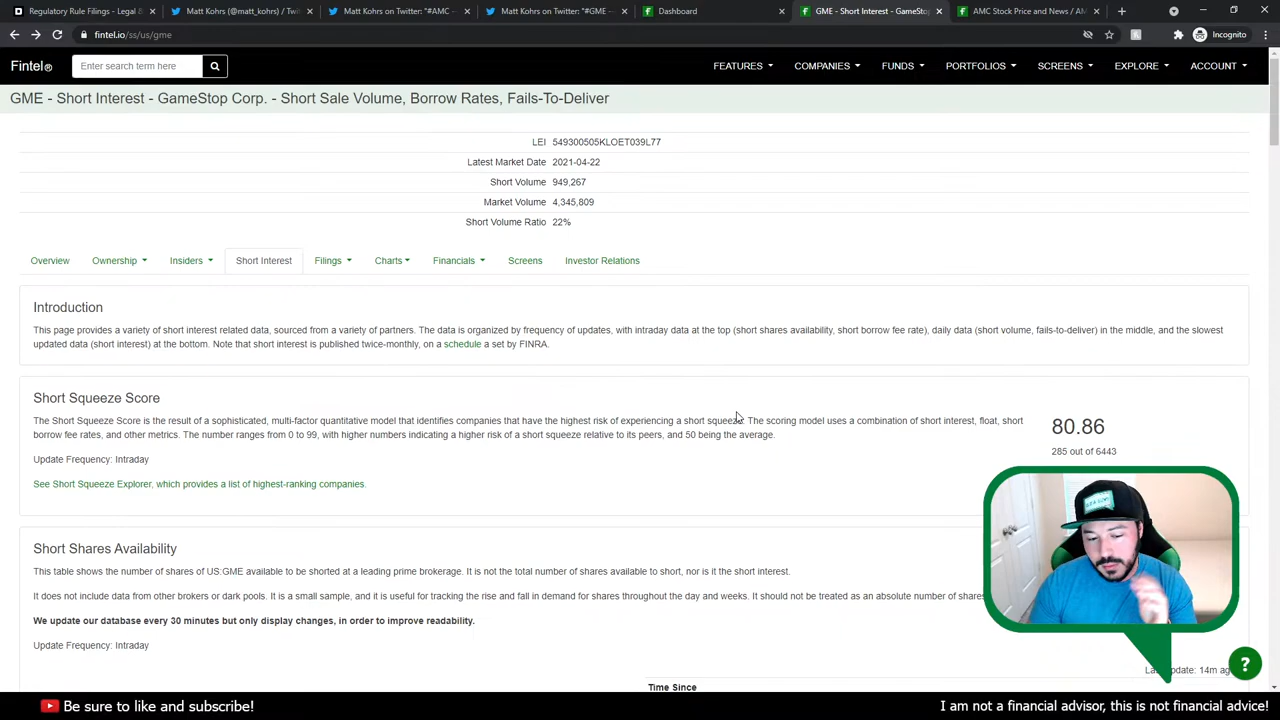 Regulatory Rule Filings - Legal &
Matt Kohrs (@matt_kohrs) / Twi
Matt Kohrs on Twitter: "#AMC
Matt Kohrs on Twitter: "#GME
Dashboard
GME - Short Interest - GameStop
AMC Stock Price and News / AM
fintel.io/ss/us/gme
Incognito
Fintel®
Enter search term here
FEATURES
COMPANIES
FUNDS
PORTFOLIOS
SCREENS
EXPLORE
ACCOUNT
GME - Short Interest - GameStop Corp. - Short Sale Volume, Borrow Rates, Fails-To-Deliver
LEI 549300505KLOET039L77
Latest Market Date 2021-04-22
Short Volume 949,267
Market Volume 4,345,809
Short Volume Ratio 22%
Overview
Ownership
Insiders
Short Interest
Filings
Charts
Financials
Screens
Investor Relations
Introduction
This page provides a variety of short interest related data, sourced from a variety of partners. The data is organized by frequency of updates, with intraday data at the top (short shares availability, short borrow fee rate), daily data (short volume, fails-to-deliver) in the middle, and the slowest
updated data (short interest) at the bottom. Note that short interest is published twice-monthly, on a schedule a set by FINRA.
Short Squeeze Score
The Short Squeeze Score is the result of a sophisticated, multi-factor quantitative model that identifies companies that have the highest risk of experiencing a short squeeze. The scoring model uses a combination of short interest, float, short
borrow fee rates, and other metrics. The number ranges from 0 to 99, with higher numbers indicating a higher risk of a short squeeze relative to its peers, and 50 being the average.
80.86
285 out of 6443
Update Frequency: Intraday
See Short Squeeze Explorer, which provides a list of highest-ranking companies.
Short Shares Availability
This table shows the number of shares of US:GME available to be shorted at a leading prime brokerage. It is not the total number of shares available to short, nor is it the short interest.
It does not include data from other brokers or dark pools. It is a small sample, and it is useful for tracking the rise and fall in demand for shares throughout the day and weeks. It should not be treated as an absolute number of shares
We update our database every 30 minutes but only display changes, in order to improve readability.
Update Frequency: Intraday
Last update: 14m ag
Time Since
?
Be sure to like and subscribe!
I am not a financial advisor, this is not financial advice!